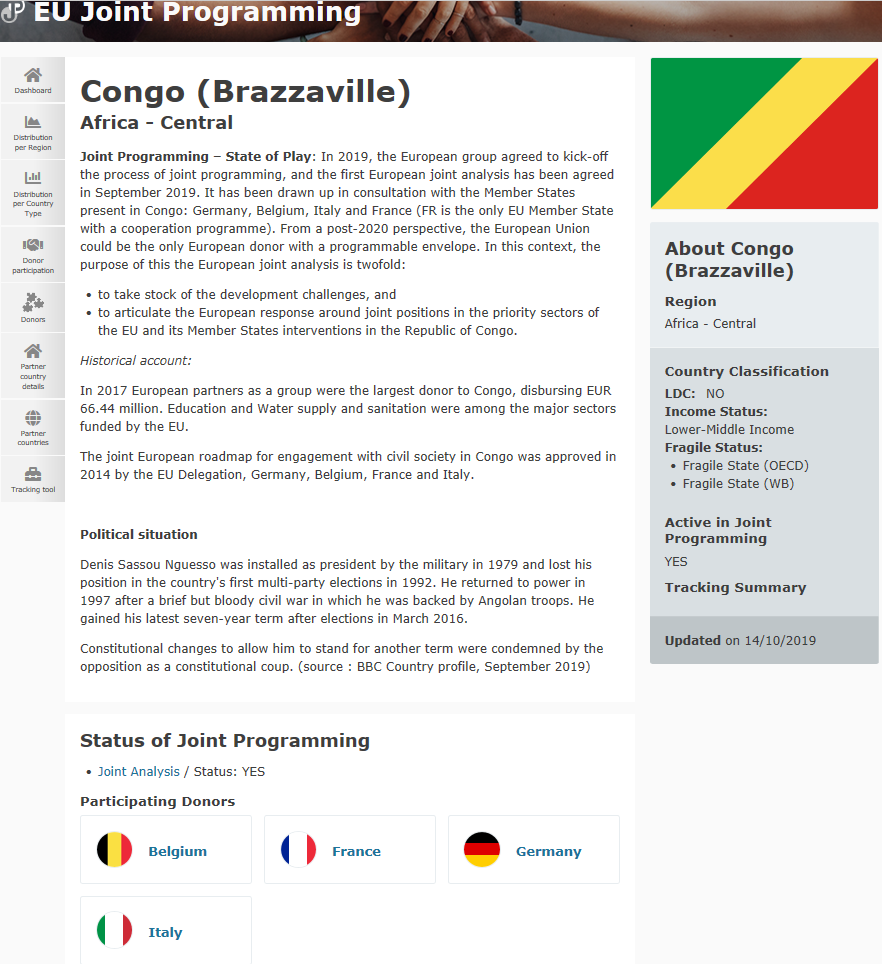 EU Joint Programming
Dashboard
Distribution
per Region
Distribution
per Country
Type
Donor
participation
Donors
Partner
country
details
Partner
countries
Tracking tool
Congo (Brazzaville)
Africa - Central
Joint Programming – State of Play: In 2019, the European group agreed to kick-off
the process of joint programming, and the first European joint analysis has been agreed
in September 2019. It has been drawn up in consultation with the Member States
present in Congo: Germany, Belgium, Italy and France (FR is the only EU Member State
with a cooperation programme). From a post-2020 perspective, the European Union
could be the only European donor with a programmable envelope. In this context, the
purpose of this the European joint analysis is twofold:
• to take stock of the development challenges, and
• to articulate the European response around joint positions in the priority sectors of
the EU and its Member States interventions in the Republic of Congo.
Historical account:
In 2017 European partners as a group were the largest donor to Congo, disbursing EUR
66.44 million. Education and Water supply and sanitation were among the major sectors
funded by the EU.
The joint European roadmap for engagement with civil society in Congo was approved in
2014 by the EU Delegation, Germany, Belgium, France and Italy.
Political situation
Denis Sassou Nguesso was installed as president by the military in 1979 and lost his
position in the country's first multi-party elections in 1992. He returned to power in
1997 after a brief but bloody civil war in which he was backed by Angolan troops. He
gained his latest seven-year term after elections in March 2016.
Constitutional changes to allow him to stand for another term were condemned by the
opposition as a constitutional coup. (source : BBC Country profile, September 2019)
Status of Joint Programming
• Joint Analysis / Status: YES
Participating Donors
Belgium
France
Germany
Italy
About Congo
(Brazzaville)
Region
Africa - Central
Country Classification
LDC: NO
Income Status:
Lower-Middle Income
Fragile Status:
• Fragile State (OECD)
• Fragile State (WB)
Active in Joint
Programming
YES
Tracking Summary
Updated on 14/10/2019